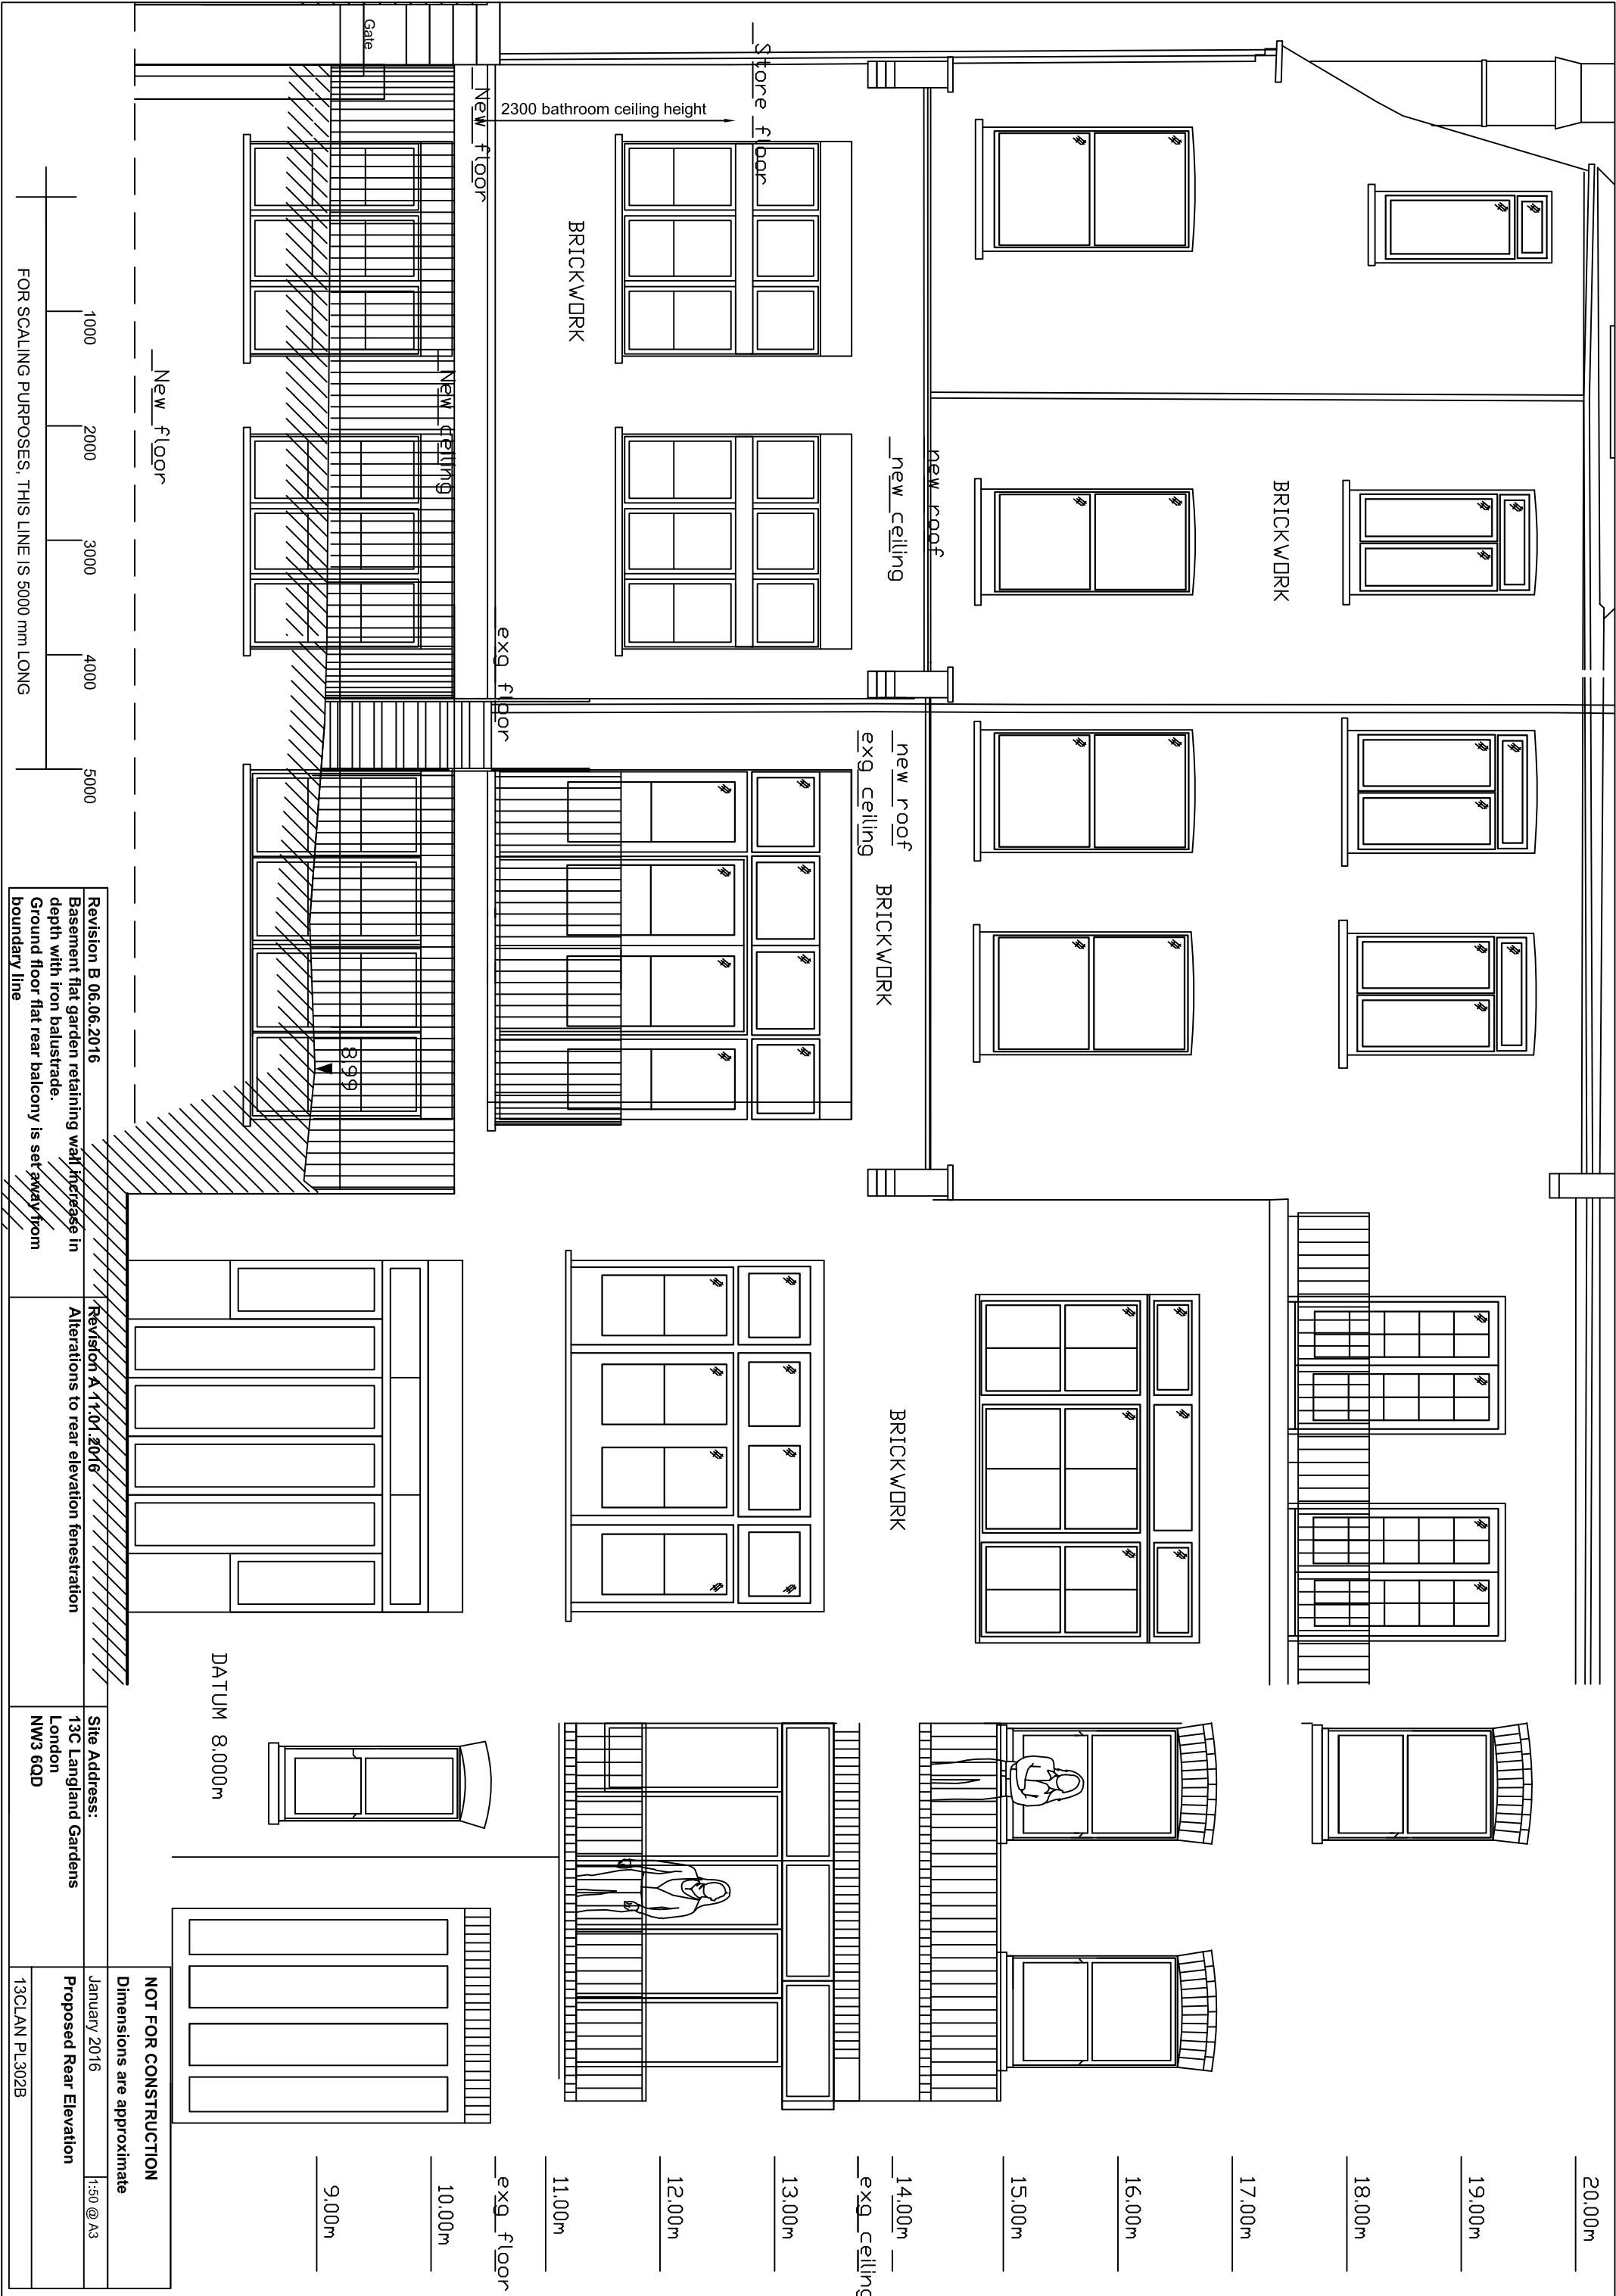 Gate
New floor
2300 bathroom ceiling height
Store floor
BRICKWORK
BRICKWORK
new roof
new ceiling
New ceiling
New floor
exg floor
new roof
exg ceiling
BRICKWORK
8.99
BRICKWORK
DATUM 8.000m
20.00m
19.00m
18.00m
17.00m
16.00m
15.00m
14.00m
exg ceiling
13.00m
12.00m
11.00m
exg floor
10.00m
9.00m
1000
2000
3000
4000
5000
FOR SCALING PURPOSES, THIS LINE IS 5000 mm LONG
Revision B 06.06.2016
Basement flat garden retaining wall increase in
depth with iron balustrade.
Ground floor flat rear balcony is set away from
boundary line
Revision A 11.01.2016
Alterations to rear elevation fenestration
Site Address:
13C Langland Gardens
London
NW3 6QD
NOT FOR CONSTRUCTION
Dimensions are approximate
January 2016
1:50 @ A3
Proposed Rear Elevation
13CLAN PL302B